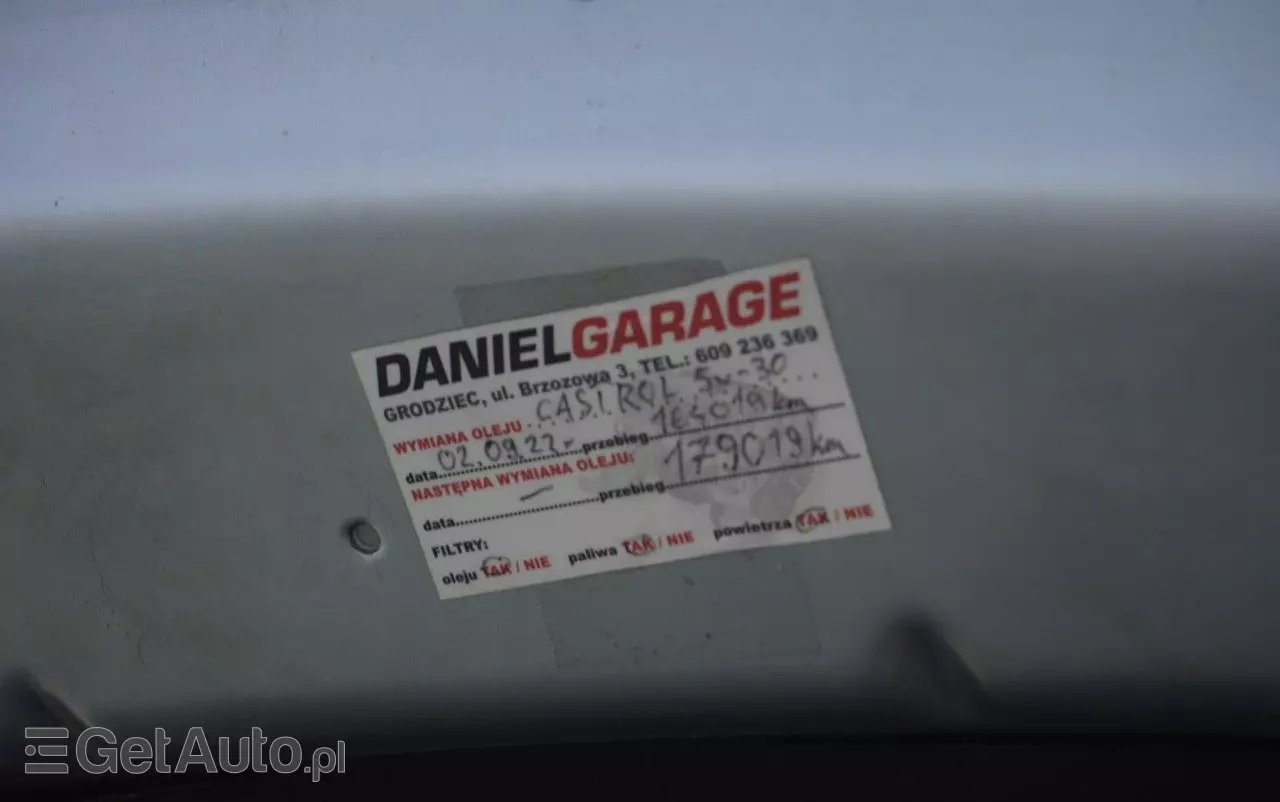 DANIELGARAGE
GRODZIEC, ul. Brzozowa 3, TEL.: 609 236 369
WYMIANA OLEJU CASTROL 5w-30
data 02.09.22 przebieg 164019 km
NASTĘPNA WYMIANA OLEJU:
data — przebieg 179019 km
FILTRY:
oleju TAK / NIE paliwa TAK / NIE powietrza TAK / NIE
GetAuto.pl